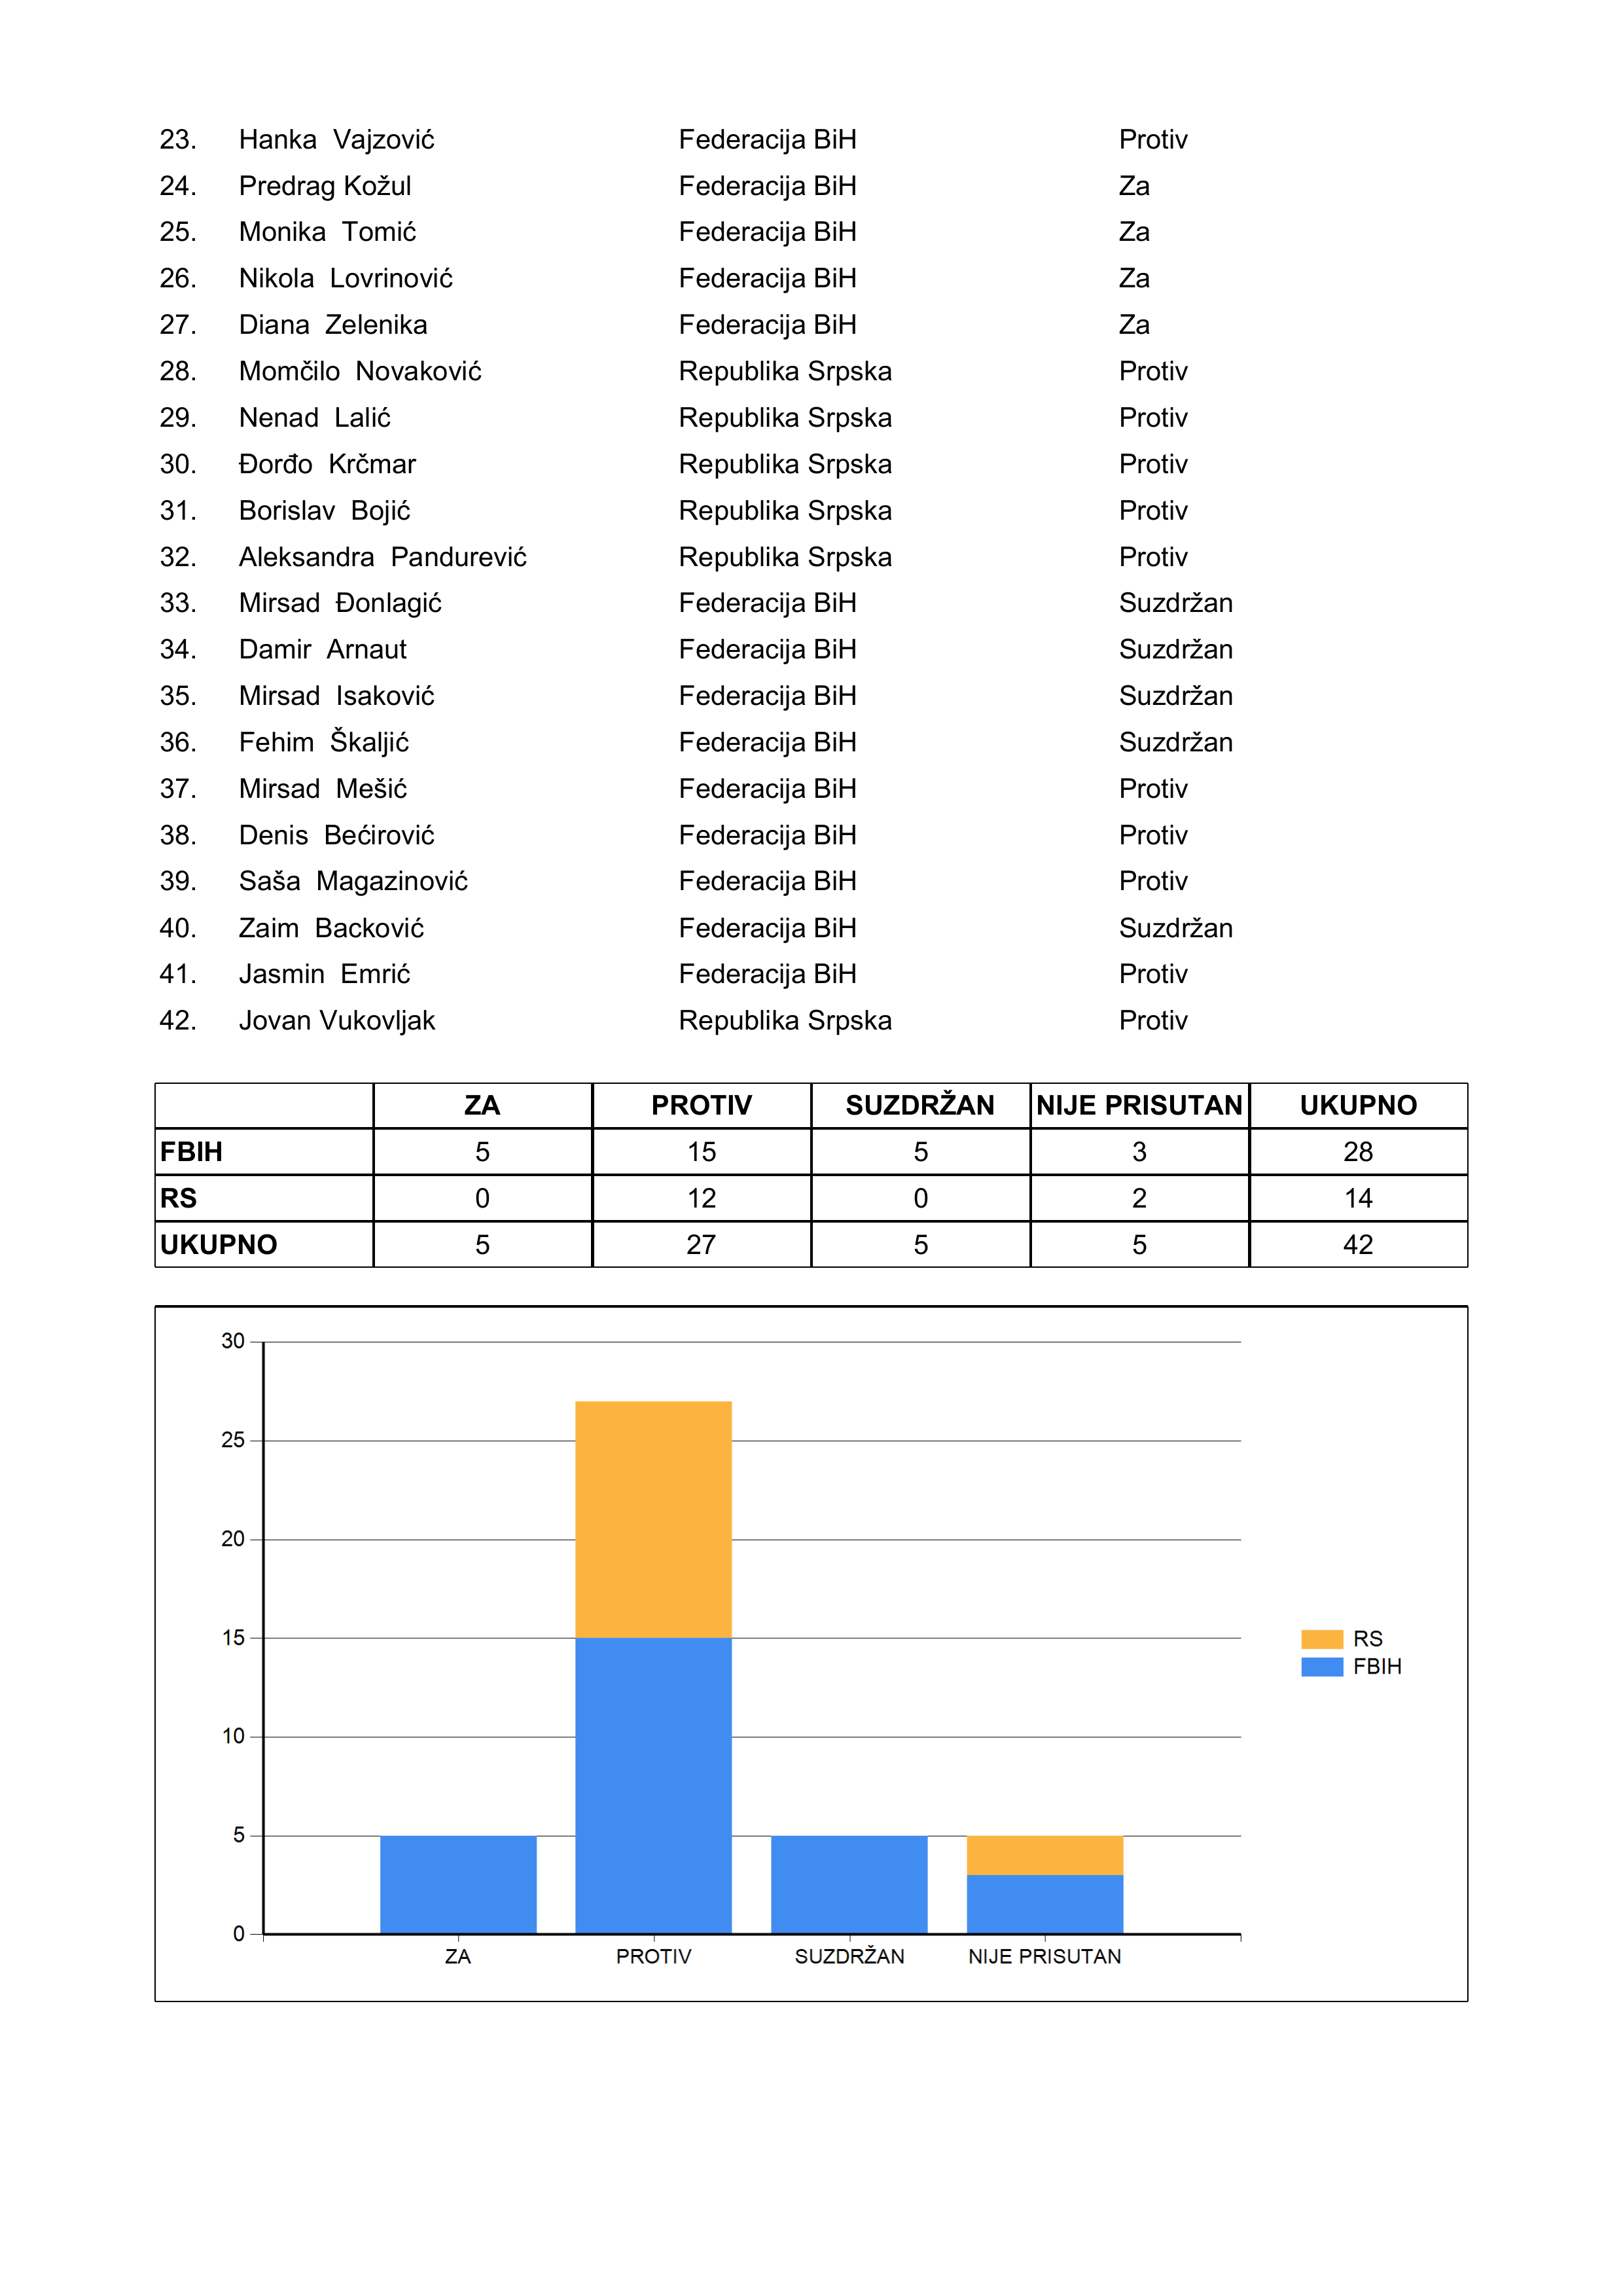 23. Hanka Vajzović Federacija BiH Protiv
24. Predrag Kožul Federacija BiH Za
25. Monika Tomić Federacija BiH Za
26. Nikola Lovrinović Federacija BiH Za
27. Diana Zelenika Federacija BiH Za
28. Momčilo Novaković Republika Srpska Protiv
29. Nenad Lalić Republika Srpska Protiv
30. Đorđo Krčmar Republika Srpska Protiv
31. Borislav Bojić Republika Srpska Protiv
32. Aleksandra Pandurević Republika Srpska Protiv
33. Mirsad Đonlagić Federacija BiH Suzdržan
34. Damir Arnaut Federacija BiH Suzdržan
35. Mirsad Isaković Federacija BiH Suzdržan
36. Fehim Škaljić Federacija BiH Suzdržan
37. Mirsad Mešić Federacija BiH Protiv
38. Denis Bećirović Federacija BiH Protiv
39. Saša Magazinović Federacija BiH Protiv
40. Zaim Backović Federacija BiH Suzdržan
41. Jasmin Emrić Federacija BiH Protiv
42. Jovan Vukovljak Republika Srpska Protiv
ZA PROTIV SUZDRŽAN NIJE PRISUTAN UKUPNO
FBIH 5 15 5 3 28
RS 0 12 0 2 14
UKUPNO 5 27 5 5 42
30
25
20
15
10
5
0
ZA PROTIV SUZDRŽAN NIJE PRISUTAN
RS
FBIH